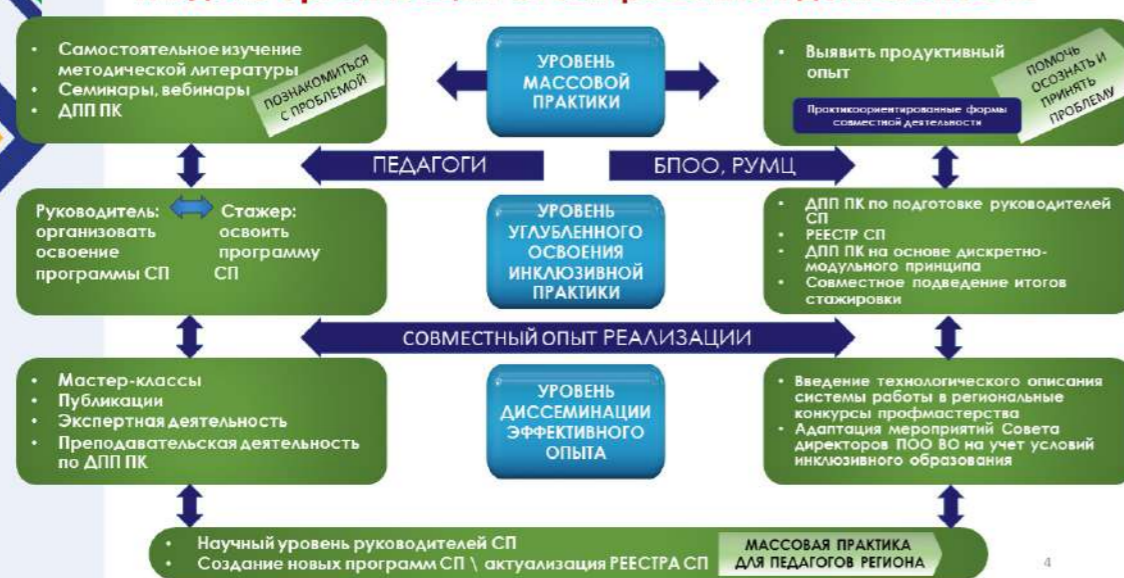 • Самостоятельное изучение
методической литературы
• Семинары, вебинары
• ДПП ПК
ПОЗНАКОМИТЬСЯ
С ПРОБЛЕМОЙ
УРОВЕНЬ
МАССОВОЙ
ПРАКТИКИ
• Выявить продуктивный
опыт
Практикоориентированные формы
совместной деятельности
ПОМОЧЬ
ОСОЗНАТЬ И
ПРИНЯТЬ
ПРОБЛЕМУ
ПЕДАГОГИ
БПОО, РУМЦ
Руководитель:
организовать
освоение
программы СП
Стажер:
освоить
программу
СП
УРОВЕНЬ
УГЛУБЛЕННОГО
ОСВОЕНИЯ
ИНКЛЮЗИВНОЙ
ПРАКТИКИ
• ДПП ПК по подготовке руководителей
СП
• РЕЕСТР СП
• ДПП ПК на основе дискретно-
модульного принципа
• Совместное подведение итогов
стажировки
СОВМЕСТНЫЙ ОПЫТ РЕАЛИЗАЦИИ
• Мастер-классы
• Публикации
• Экспертная деятельность
• Преподавательская деятельность
по ДПП ПК
УРОВЕНЬ
ДИССЕМИНАЦИИ
ЭФФЕКТИВНОГО
ОПЫТА
• Введение технологического описания
системы работы в региональные
конкурсы профмастерства
• Адаптация мероприятий Совета
директоров ПОО ВО на учет условий
инклюзивного образования
• Научный уровень руководителей СП
• Создание новых программ СП \ актуализация РЕЕСТРА СП
МАССОВАЯ ПРАКТИКА
ДЛЯ ПЕДАГОГОВ РЕГИОНА
4